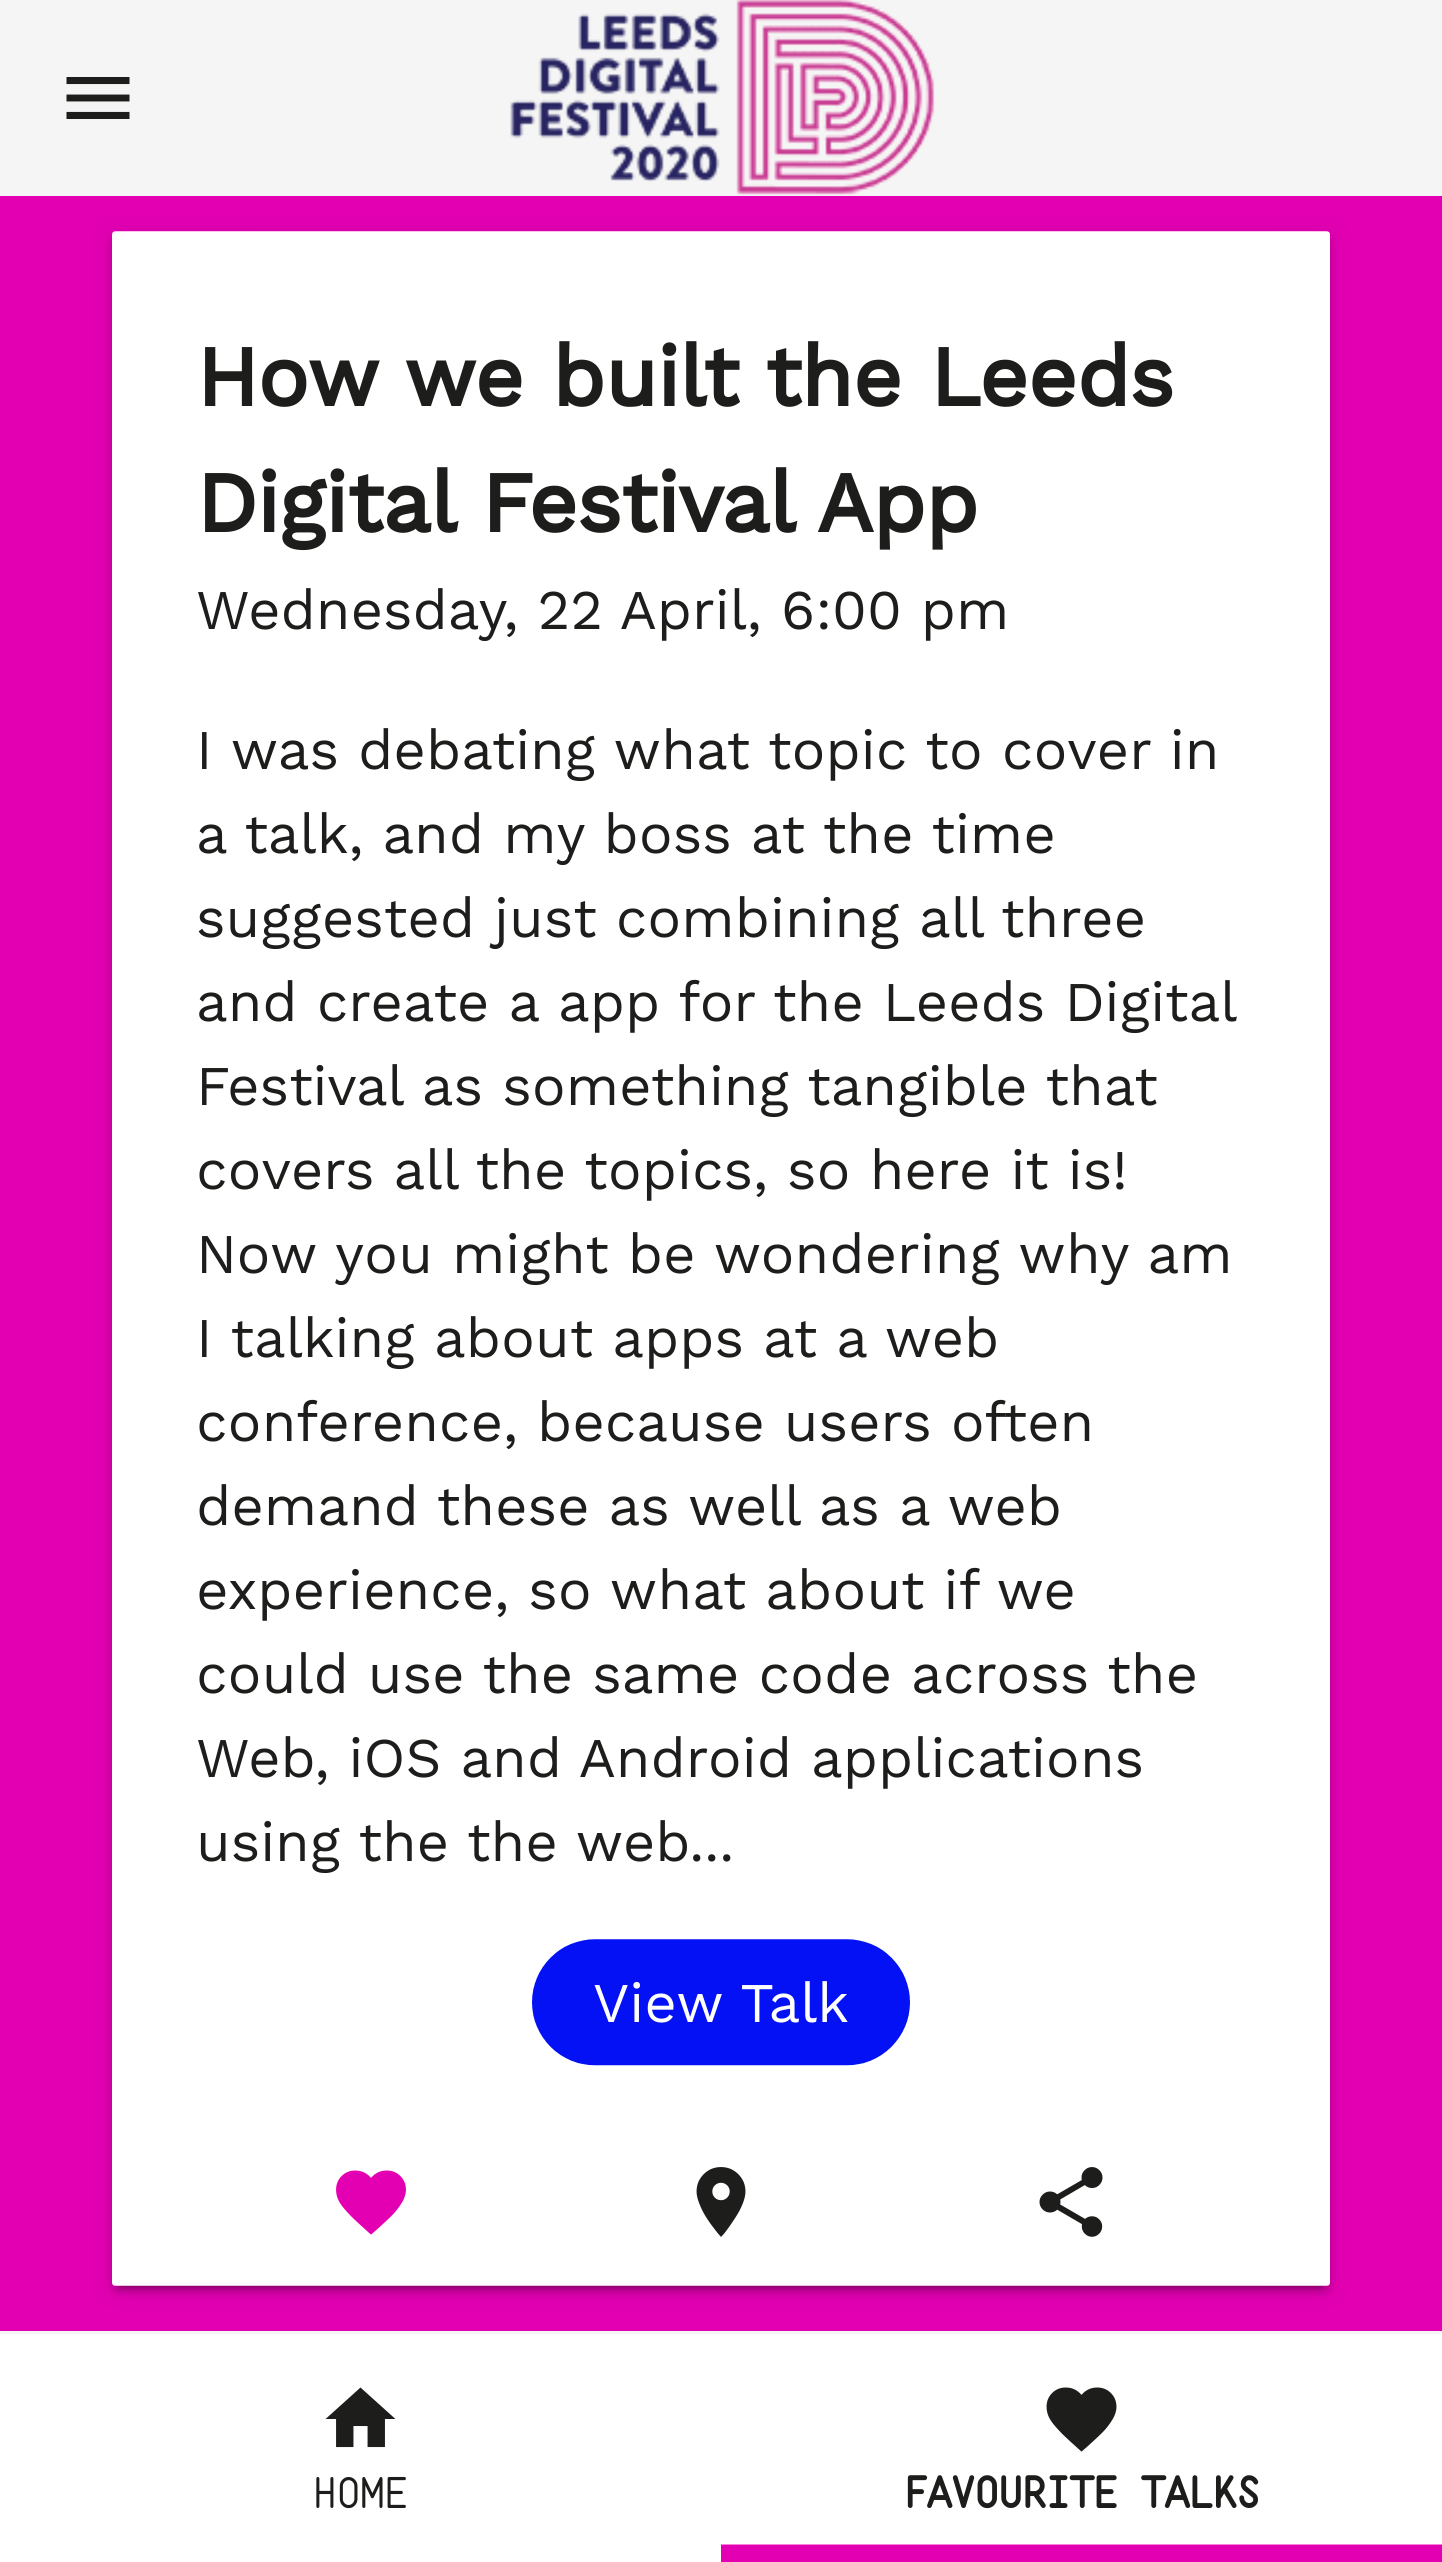 LEEDS
DIGITAL
FESTIVAL
2020
How we built the Leeds
Digital Festival App
Wednesday, 22 April, 6:00 pm
I was debating what topic to cover in
a talk, and my boss at the time
suggested just combining all three
and create a app for the Leeds Digital
Festival as something tangible that
covers all the topics, so here it is!
Now you might be wondering why am
I talking about apps at a web
conference, because users often
demand these as well as a web
experience, so what about if we
could use the same code across the
Web, iOS and Android applications
using the the web...
View Talk
HOME
FAVOURITE TALKS